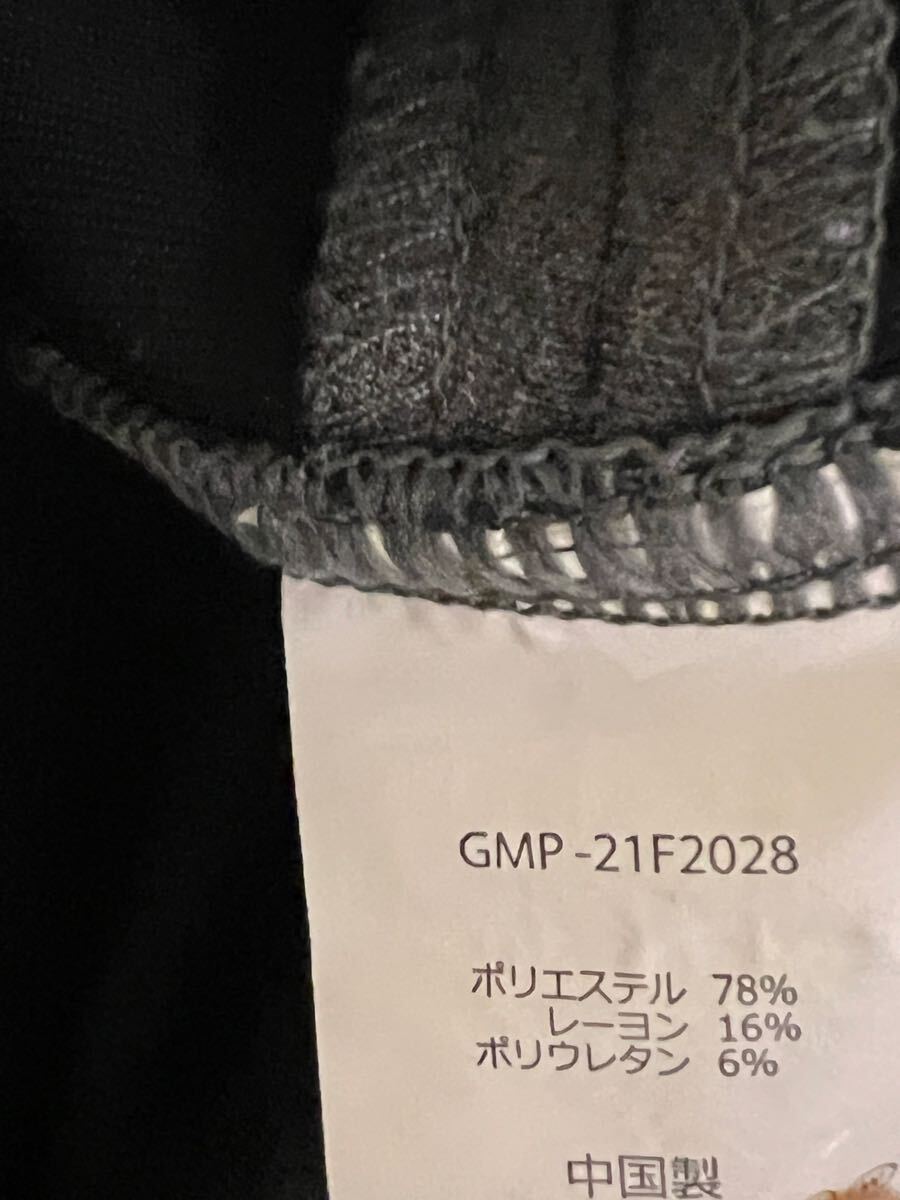 GMP -21F2028
ポリエステル 78%
レーヨン 16%
ポリウレタン 6%
中国製